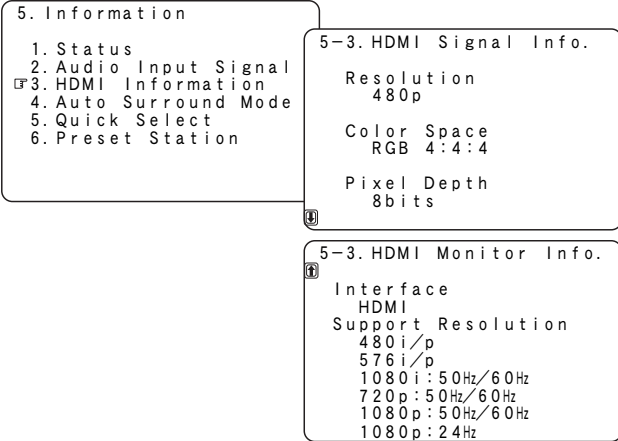 5. Information
1. Status
2. Audio Input Signal
☞3. HDMI Information
4. Auto Surround Mode
5. Quick Select
6. Preset Station
5-3. HDMI Signal Info.
Resolution
480p
Color Space
RGB 4:4:4
Pixel Depth
8bits
5-3. HDMI Monitor Info.
Interface
HDMI
Support Resolution
480i/p
576i/p
1080i:50Hz/60Hz
720p:50Hz/60Hz
1080p:50Hz/60Hz
1080p:24Hz